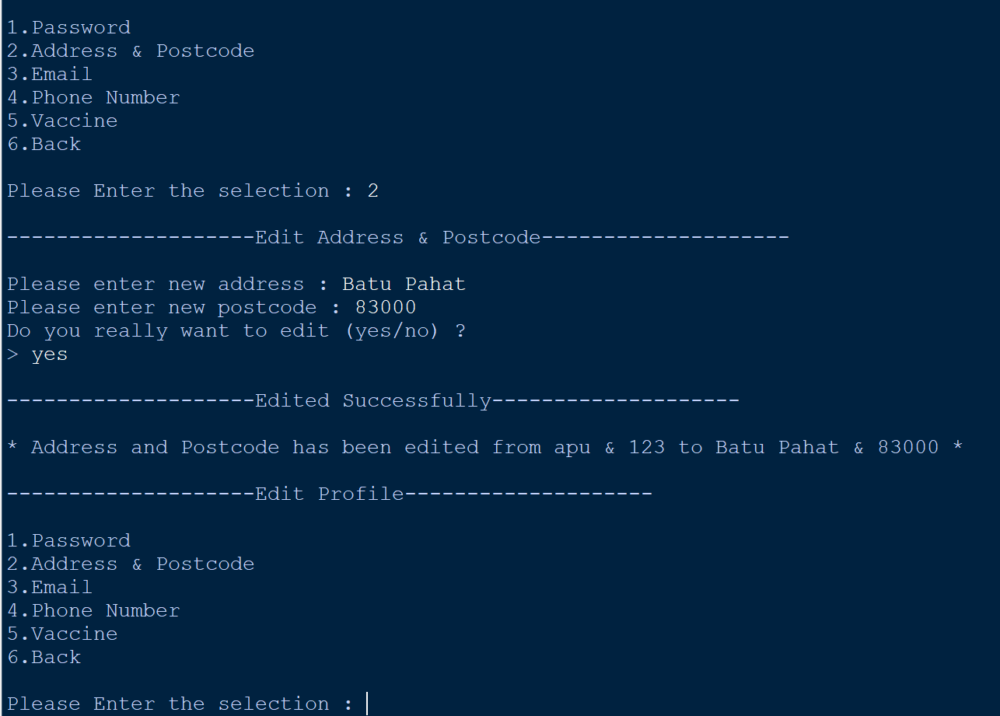 1.Password
2.Address & Postcode
3.Email
4.Phone Number
5.Vaccine
6.Back
Please Enter the selection : 2
--------------------Edit Address & Postcode--------------------
Please enter new address : Batu Pahat
Please enter new postcode : 83000
Do you really want to edit (yes/no) ?
> yes
--------------------Edited Successfully--------------------
* Address and Postcode has been edited from apu & 123 to Batu Pahat & 83000 *
--------------------Edit Profile--------------------
1.Password
2.Address & Postcode
3.Email
4.Phone Number
5.Vaccine
6.Back
Please Enter the selection :